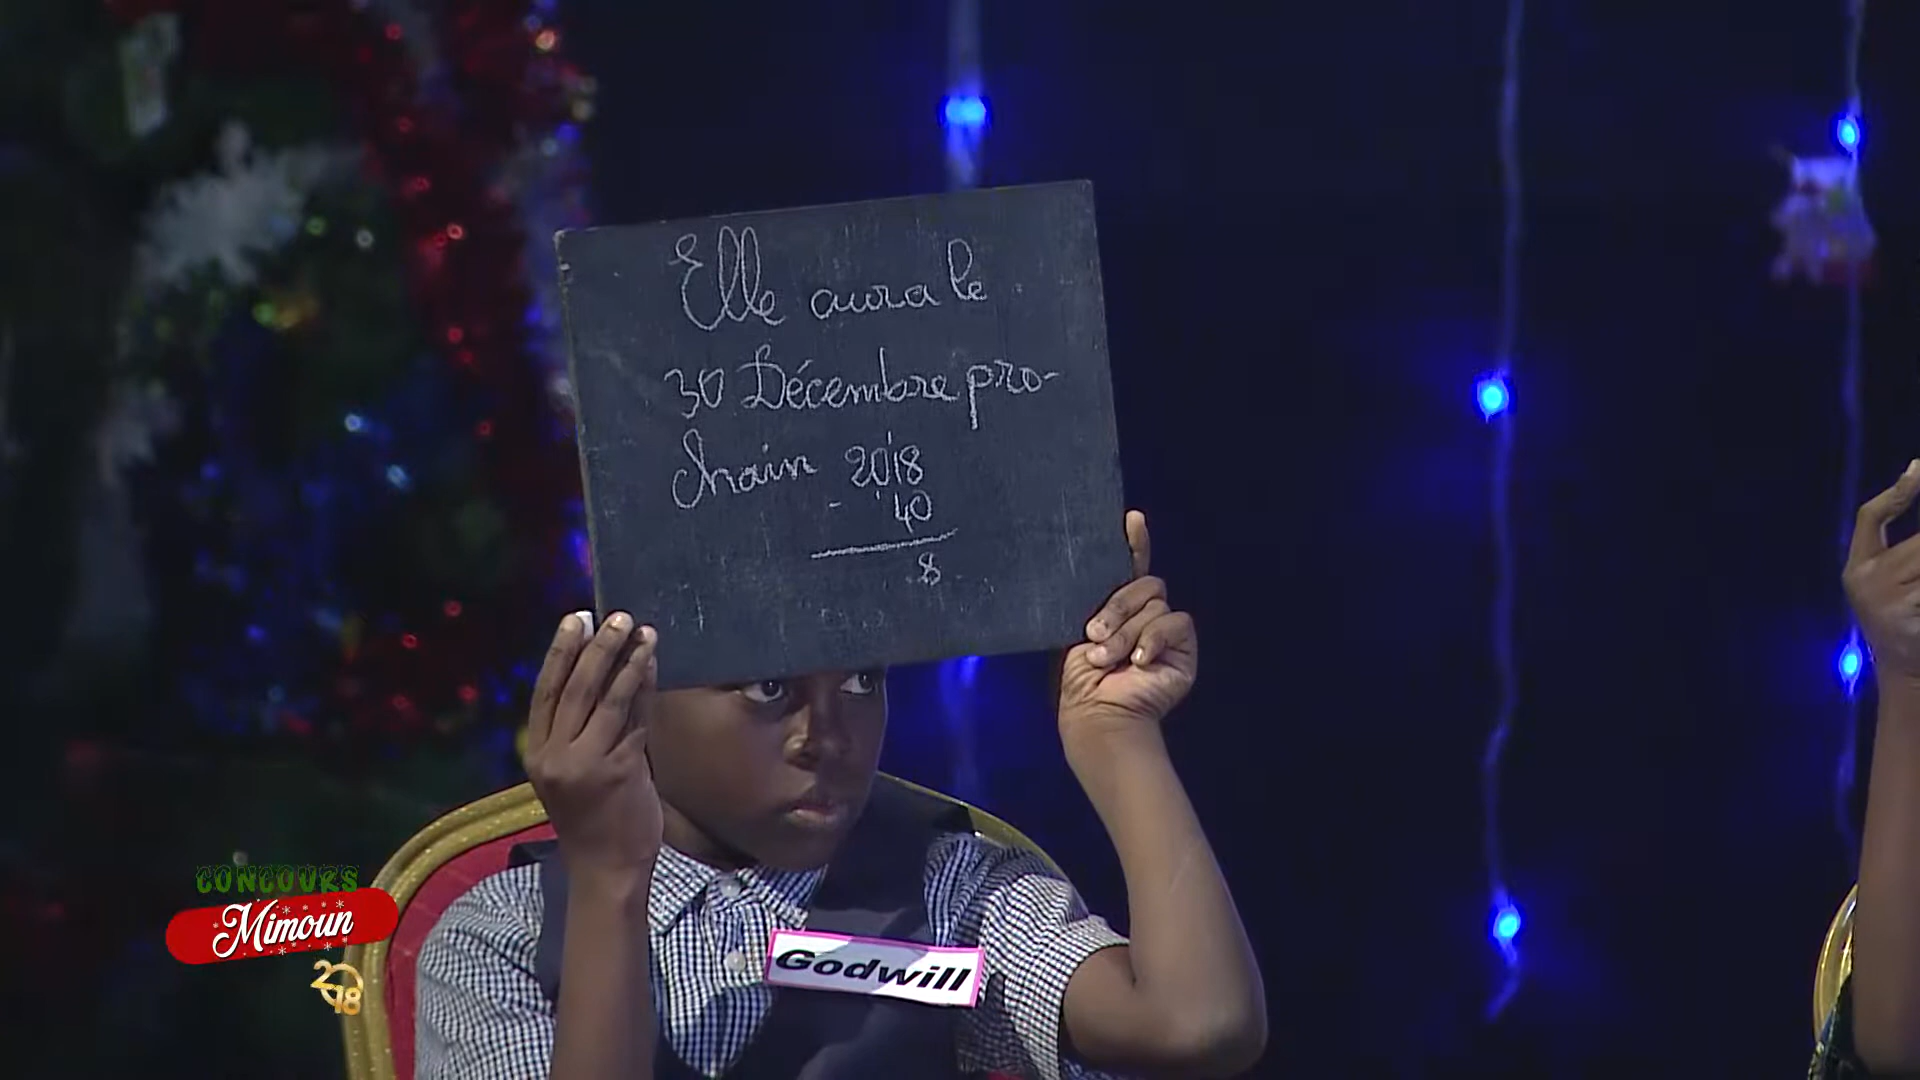 Elle aura le
30 Décembre pro-
chain 2018
- 40
8
Godwill
CONCOURS
Mimoun
2018